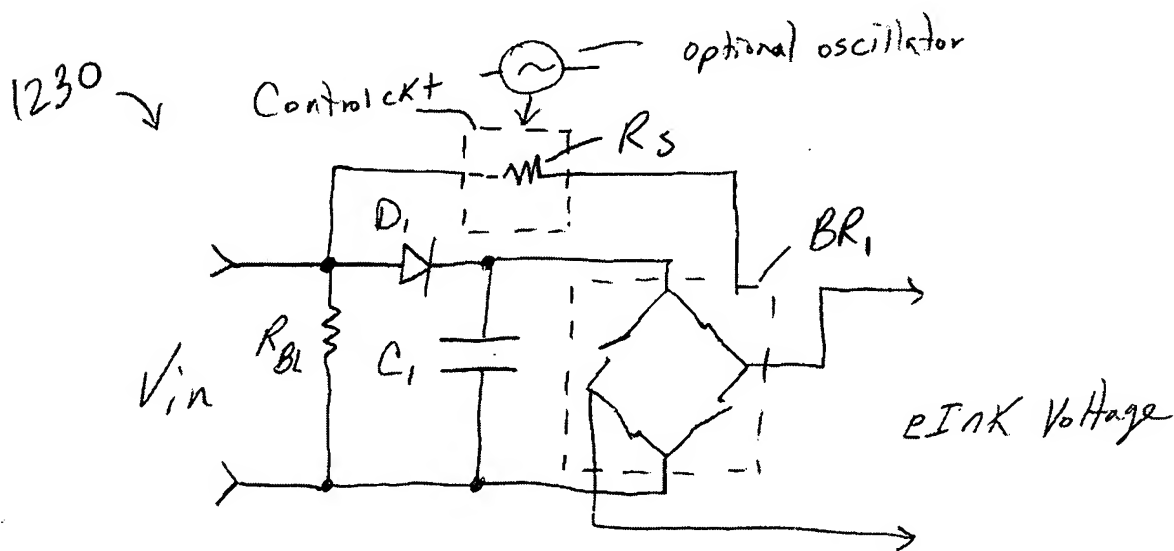 optional oscillator
1230
Control ckt
RS
D1
BR1
RBL
C1
Vin
eInk Voltage